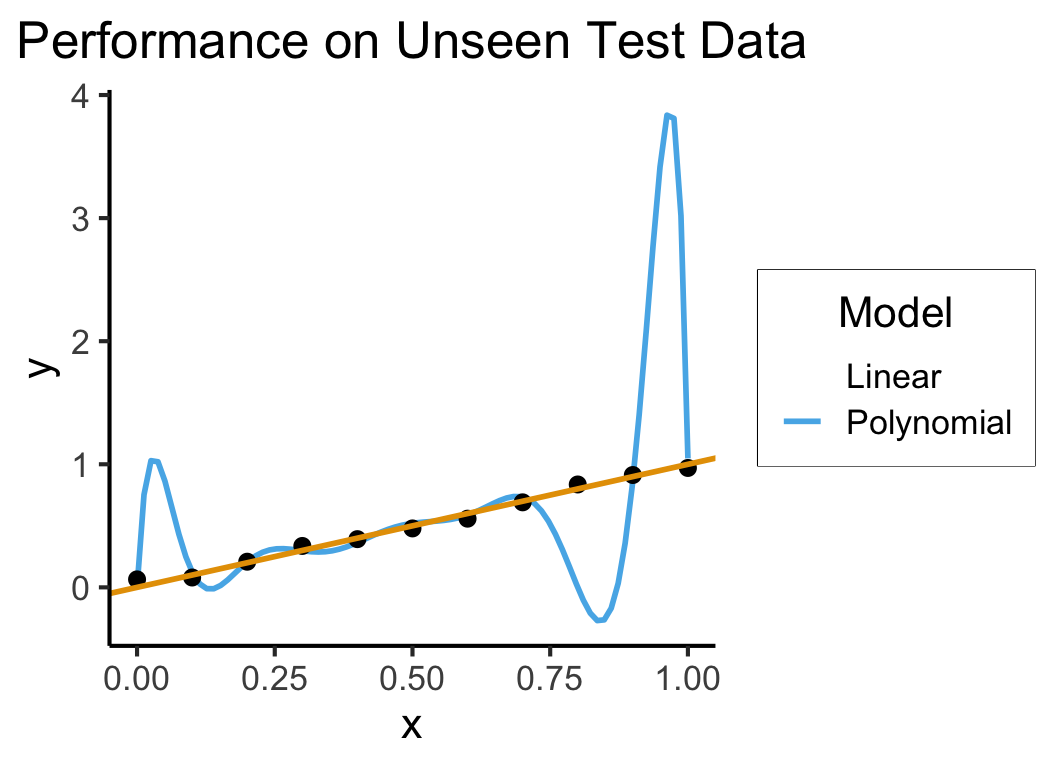 Performance on Unseen Test Data
4
3
2
1
0
y
0.00 0.25 0.50 0.75 1.00
x
Model
Linear
Polynomial